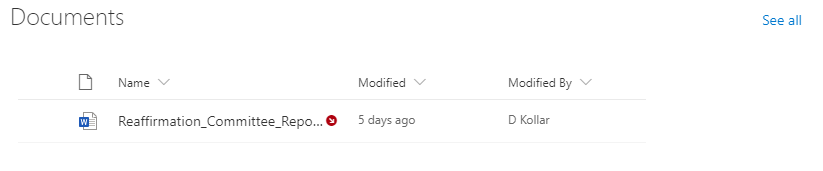 Documents
See all
Name Modified Modified By
Reaffirmation_Committee_Repo... 5 days ago D Kollar